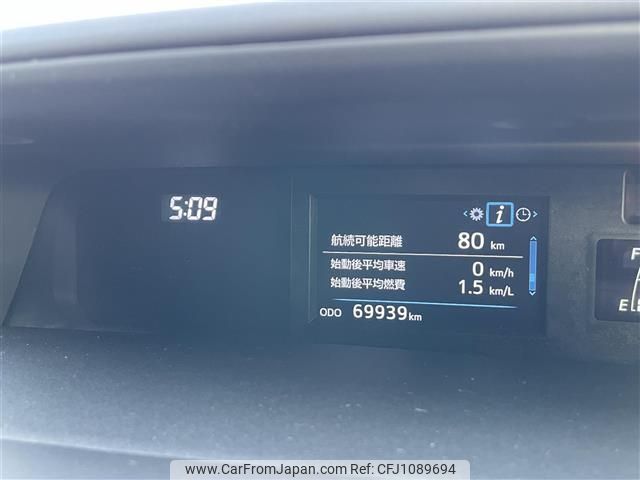 5:09
i
航続可能距離 80 km
始動後平均車速 0 km/h
始動後平均燃費 1.5 km/L
ODO 69939 km
F
E
www.CarFromJapan.com Ref: CFJ1089694